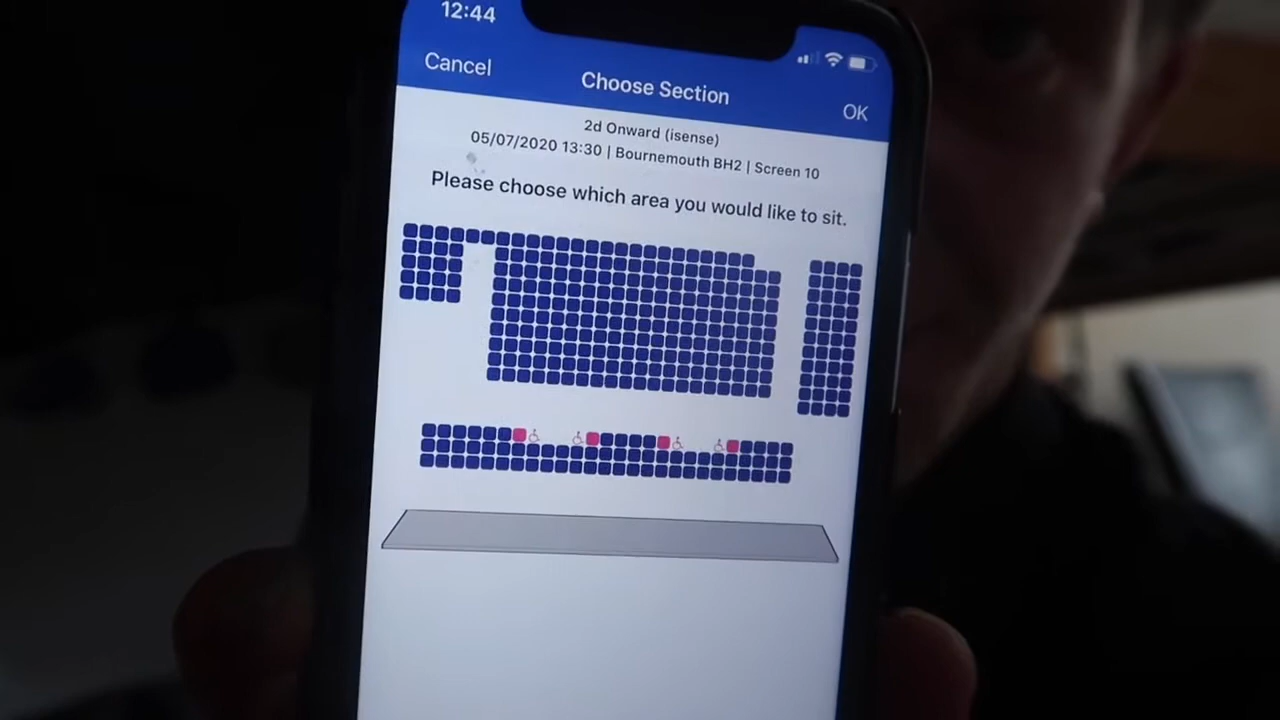 12:44
Cancel
Choose Section
OK
2d Onward (isense)
05/07/2020 13:30 | Bournemouth BH2 | Screen 10
Please choose which area you would like to sit.